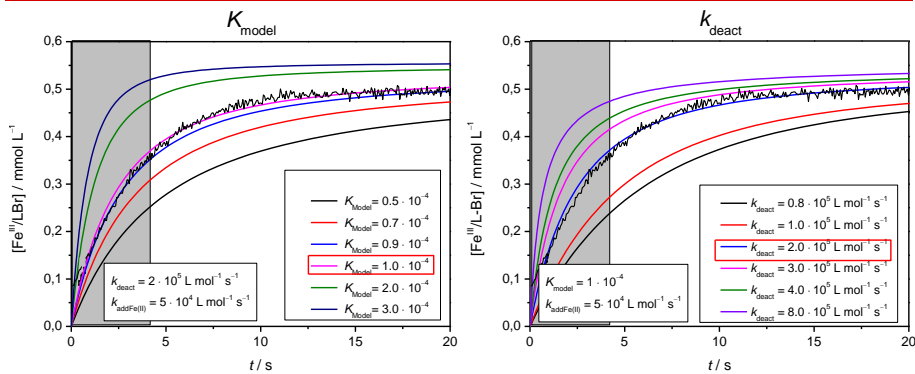 K_model
[Fe^III/LBr] / mmol L^−1
0,6
0,5
0,4
0,3
0,2
0,1
0,0
K_Model = 0.5 · 10^-4
K_Model = 0.7 · 10^-4
K_Model = 0.9 · 10^-4
K_Model = 1.0 · 10^-4
K_Model = 2.0 · 10^-4
K_Model = 3.0 · 10^-4
k_deact = 2 · 10^5 L mol^−1 s^−1
k_addFe(II) = 5 · 10^4 L mol^−1 s^−1
0 5 10 15 20
t / s
k_deact
[Fe^III/L-Br] / mmol L^−1
0,6
0,5
0,4
0,3
0,2
0,1
0,0
k_deact = 0.8 · 10^5 L mol^−1 s^−1
k_deact = 1.0 · 10^5 L mol^−1 s^−1
k_deact = 2.0 · 10^5 L mol^−1 s^−1
k_deact = 3.0 · 10^5 L mol^−1 s^−1
k_deact = 4.0 · 10^5 L mol^−1 s^−1
k_deact = 8.0 · 10^5 L mol^−1 s^−1
K_model = 1 · 10^-4
k_addFe(II) = 5 · 10^4 L mol^−1 s^−1
0 5 10 15 20
t / s